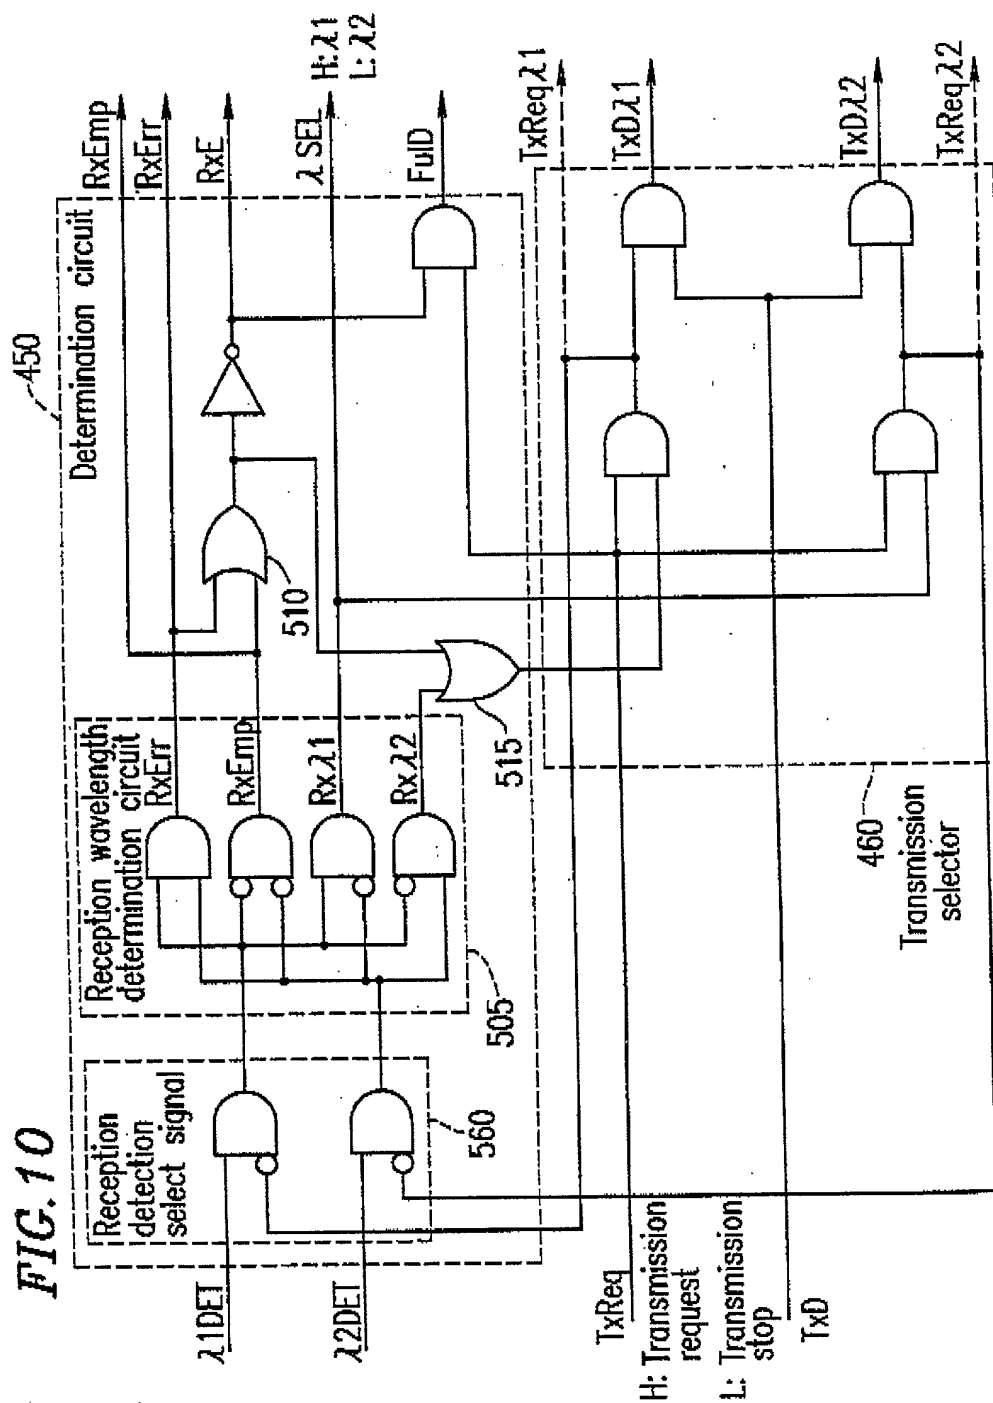 FIG.10
450
Determination circuit
RxEmp
RxErr
RxE
λ SEL
H: λ1
L: λ2
FulD
Reception wavelength
determination circuit
RxErr
RxEmp
Rxλ1
Rxλ2
510
515
505
Reception
detection
select signal
560
λ1DET
λ2DET
TxReqλ1
TxDλ1
TxDλ2
TxReqλ2
460
Transmission
selector
TxReq
H: Transmission
request
L: Transmission
stop
TxD